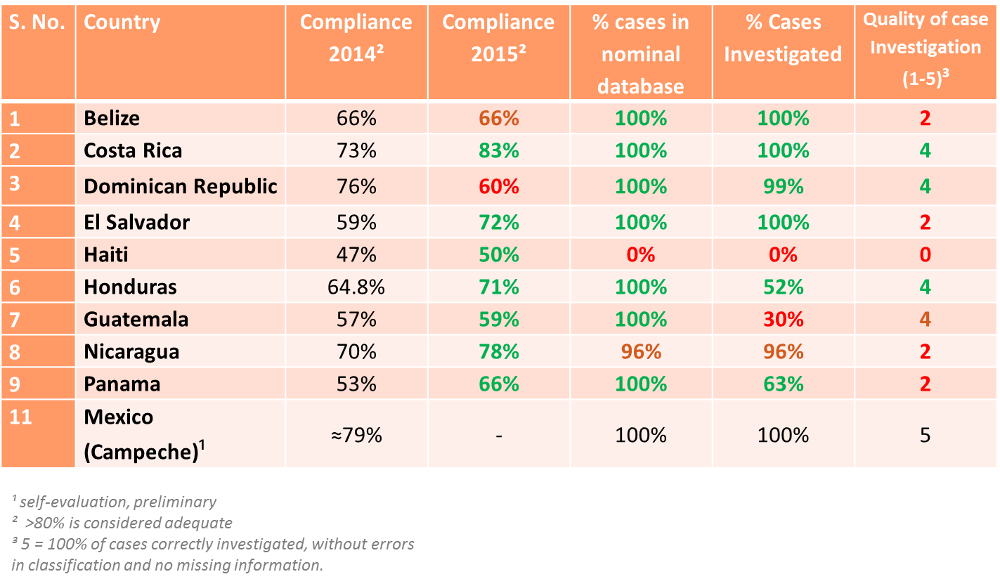 S. No. Country Compliance 2014² Compliance 2015² % cases in nominal database % Cases Investigated Quality of case Investigation (1-5)³
1 Belize 66% 66% 100% 100% 2
2 Costa Rica 73% 83% 100% 100% 4
3 Dominican Republic 76% 60% 100% 99% 4
4 El Salvador 59% 72% 100% 100% 2
5 Haiti 47% 50% 0% 0% 0
6 Honduras 64.8% 71% 100% 52% 4
7 Guatemala 57% 59% 100% 30% 4
8 Nicaragua 70% 78% 96% 96% 2
9 Panama 53% 66% 100% 63% 2
11 Mexico (Campeche)¹ ≈79% - 100% 100% 5
¹ self-evaluation, preliminary
² >80% is considered adequate
³ 5 = 100% of cases correctly investigated, without errors
in classification and no missing information.